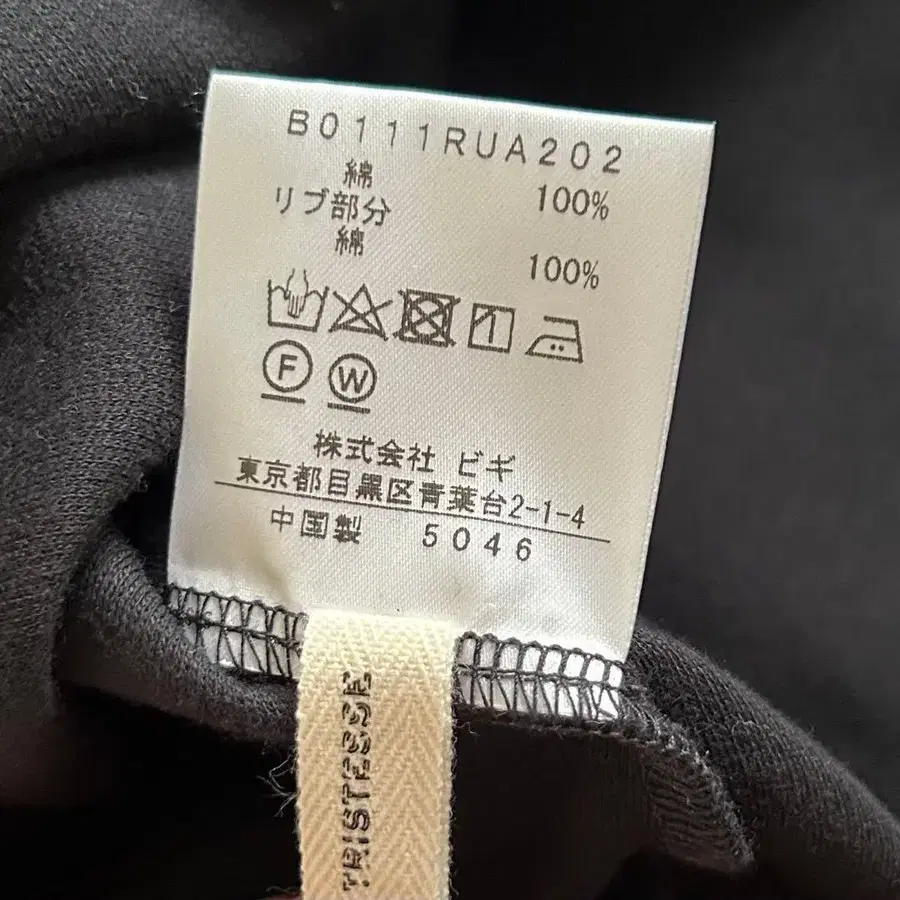 B0111RUA202
綿 100%
リブ部分
綿 100%
F W
株式会社 ビギ
東京都目黒区青葉台2-1-4
中国製 5046
TRISTESSE